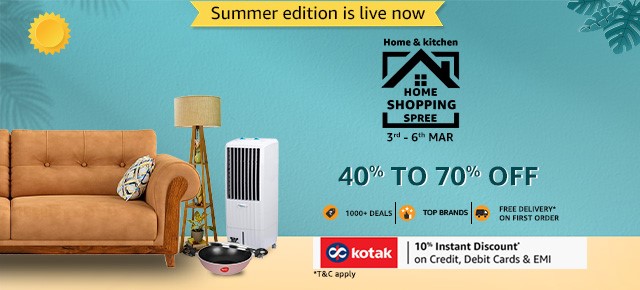 Summer edition is live now
Home & kitchen
HOME
SHOPPING
SPREE
3rd - 6th MAR
40% TO 70% OFF
1000+ DEALS
TOP BRANDS
FREE DELIVERY*
ON FIRST ORDER
kotak
10% Instant Discount*
on Credit, Debit Cards & EMI
*T&C apply